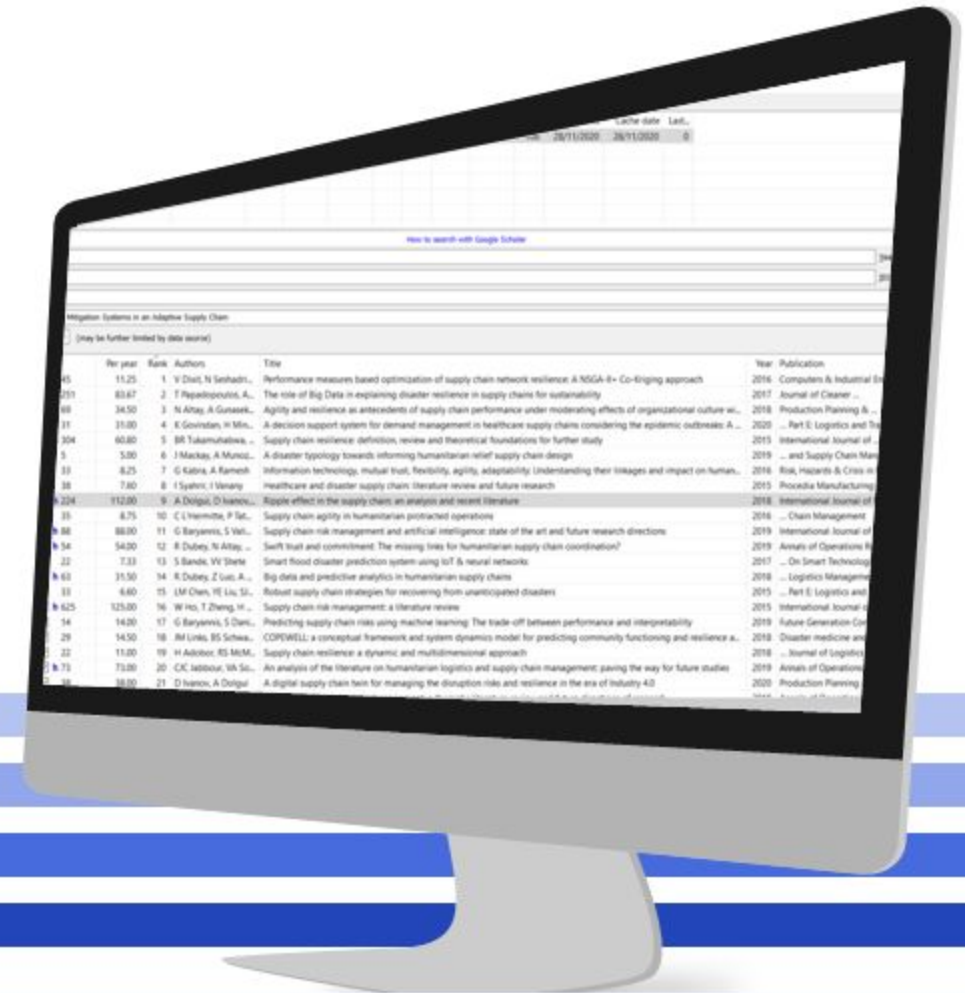 Cache date Last...
28/11/2020 28/11/2020 0
How to search with Google Scholar
Mitigation Systems in an Adaptive Supply Chain
(may be further limited by data source)
Per year Rank Authors Title Year Publication
45 11.25 1 V Dixit, N Seshadri... Performance measures based optimization of supply chain network resilience: A NSGA-II+ Co-Kriging approach 2016 Computers & Industrial
251 83.67 2 T Papadopoulos, A... The role of Big Data in explaining disaster resilience in supply chains for sustainability 2017 Journal of Cleaner ...
69 34.50 3 N Altay, A Gunasek... Agility and resilience as antecedents of supply chain performance under moderating effects of organizational culture 2018 Production Planning & ...
31 31.00 4 K Govindan, H Min... A decision support system for demand management in healthcare supply chains considering the epidemic outbreaks: A ... 2020 ... Part E: Logistics and
304 60.80 5 BR Tukamuhabwa, ... Supply chain resilience: definition, review and theoretical foundations for further study 2015 International Journal of ...
5 5.00 6 J Mackay, A Munoz... A disaster typology towards informing humanitarian relief supply chain design 2019 ... and Supply Chain
33 8.25 7 G Kabra, A Ramesh Information technology, mutual trust, flexibility, agility, adaptability: Understanding their linkages and impact on human... 2016 Risk, Hazards & Crisis
38 7.60 8 I Syahrir, I Vanany Healthcare and disaster supply chain: literature review and future research 2015 Procedia Manufacturing
h 224 112.00 9 A Dolgui, D Ivanov... Ripple effect in the supply chain: an analysis and recent literature 2018 International Journal of
35 8.75 10 C L'Hermitte, P Tat... Supply chain agility in humanitarian protracted operations 2016 ... Chain Management
h 88 88.00 11 G Baryannis, S Vali... Supply chain risk management and artificial intelligence: state of the art and future research directions 2019 International Journal of
h 54 54.00 12 R Dubey, N Altay, ... Swift trust and commitment: The missing links for humanitarian supply chain coordination? 2019 Annals of Operations
22 7.33 13 S Bande, VV Shete Smart flood disaster prediction system using IoT & neural networks 2017 ... On Smart
h 63 31.50 14 R Dubey, Z Luo, A ... Big data and predictive analytics in humanitarian supply chains 2018 ... Logistics
33 6.60 15 LM Chen, YE Liu, SJ... Robust supply chain strategies for recovering from unanticipated disasters 2015 ... Part E: Logistics and
h 625 125.00 16 W Ho, T Zheng, H ... Supply chain risk management: a literature review 2015 International Journal
14 14.00 17 G Baryannis, S Dani... Predicting supply chain risks using machine learning: The trade-off between performance and interpretability 2019 Future Generation
29 14.50 18 JM Links, BS Schwa... COPEWELL: a conceptual framework and system dynamics model for predicting community functioning and resilience a... 2018 Disaster medicine and
22 11.00 19 H Adobor, RS McM... Supply chain resilience: a dynamic and multidimensional approach 2018 ... Journal of Logistics
h 73 73.00 20 CJC Jabbour, VA So... An analysis of the literature on humanitarian logistics and supply chain management: paving the way for future studies 2019 Annals of Operations
38 38.00 21 D Ivanov, A Dolgui A digital supply chain twin for managing the disruption risks and resilience in the era of Industry 4.0 2020 Production Planning